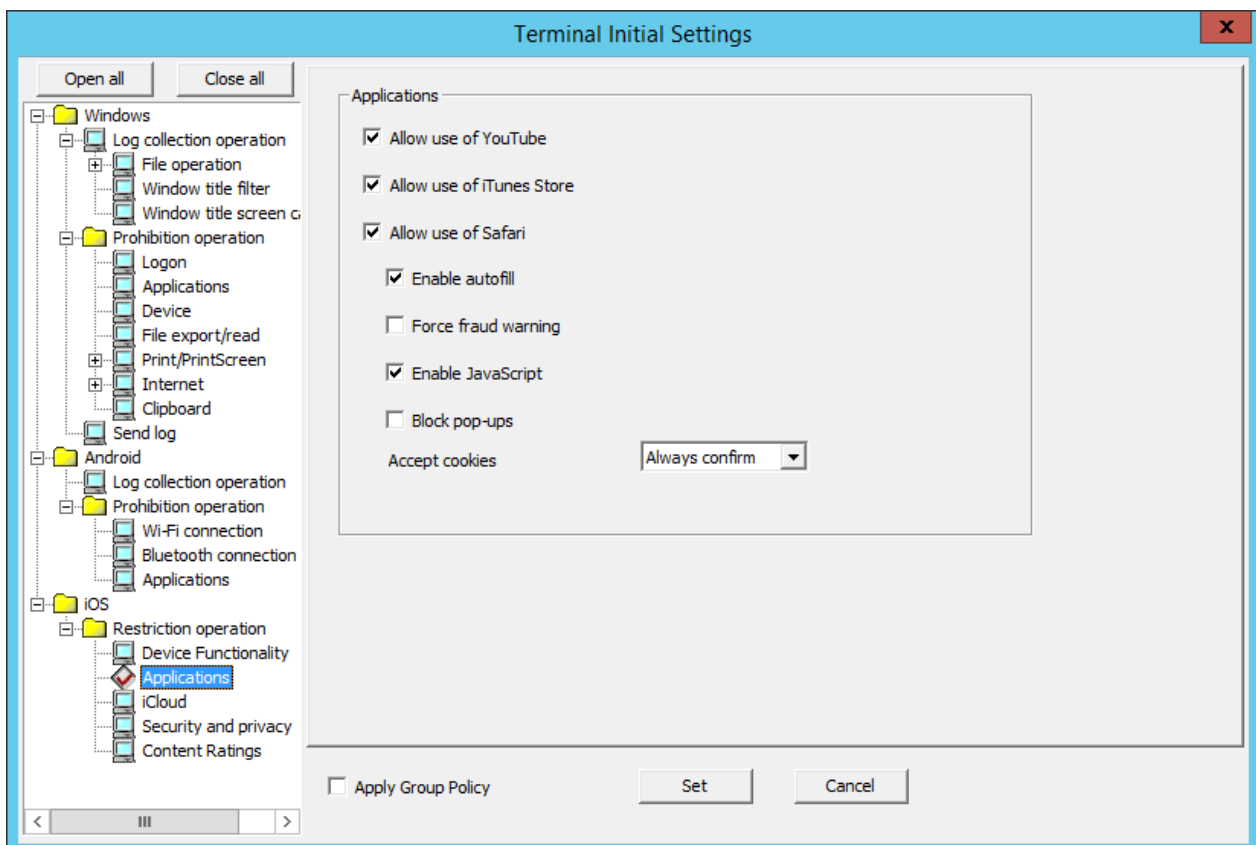 Terminal Initial Settings
x
Open all
Close all
Windows
Log collection operation
File operation
Window title filter
Window title screen ca
Prohibition operation
Logon
Applications
Device
File export/read
Print/PrintScreen
Internet
Clipboard
Send log
Android
Log collection operation
Prohibition operation
Wi-Fi connection
Bluetooth connection
Applications
iOS
Restriction operation
Device Functionality
Applications
iCloud
Security and privacy
Content Ratings
Applications
Allow use of YouTube
Allow use of iTunes Store
Allow use of Safari
Enable autofill
Force fraud warning
Enable JavaScript
Block pop-ups
Accept cookies
Always confirm
Apply Group Policy
Set
Cancel